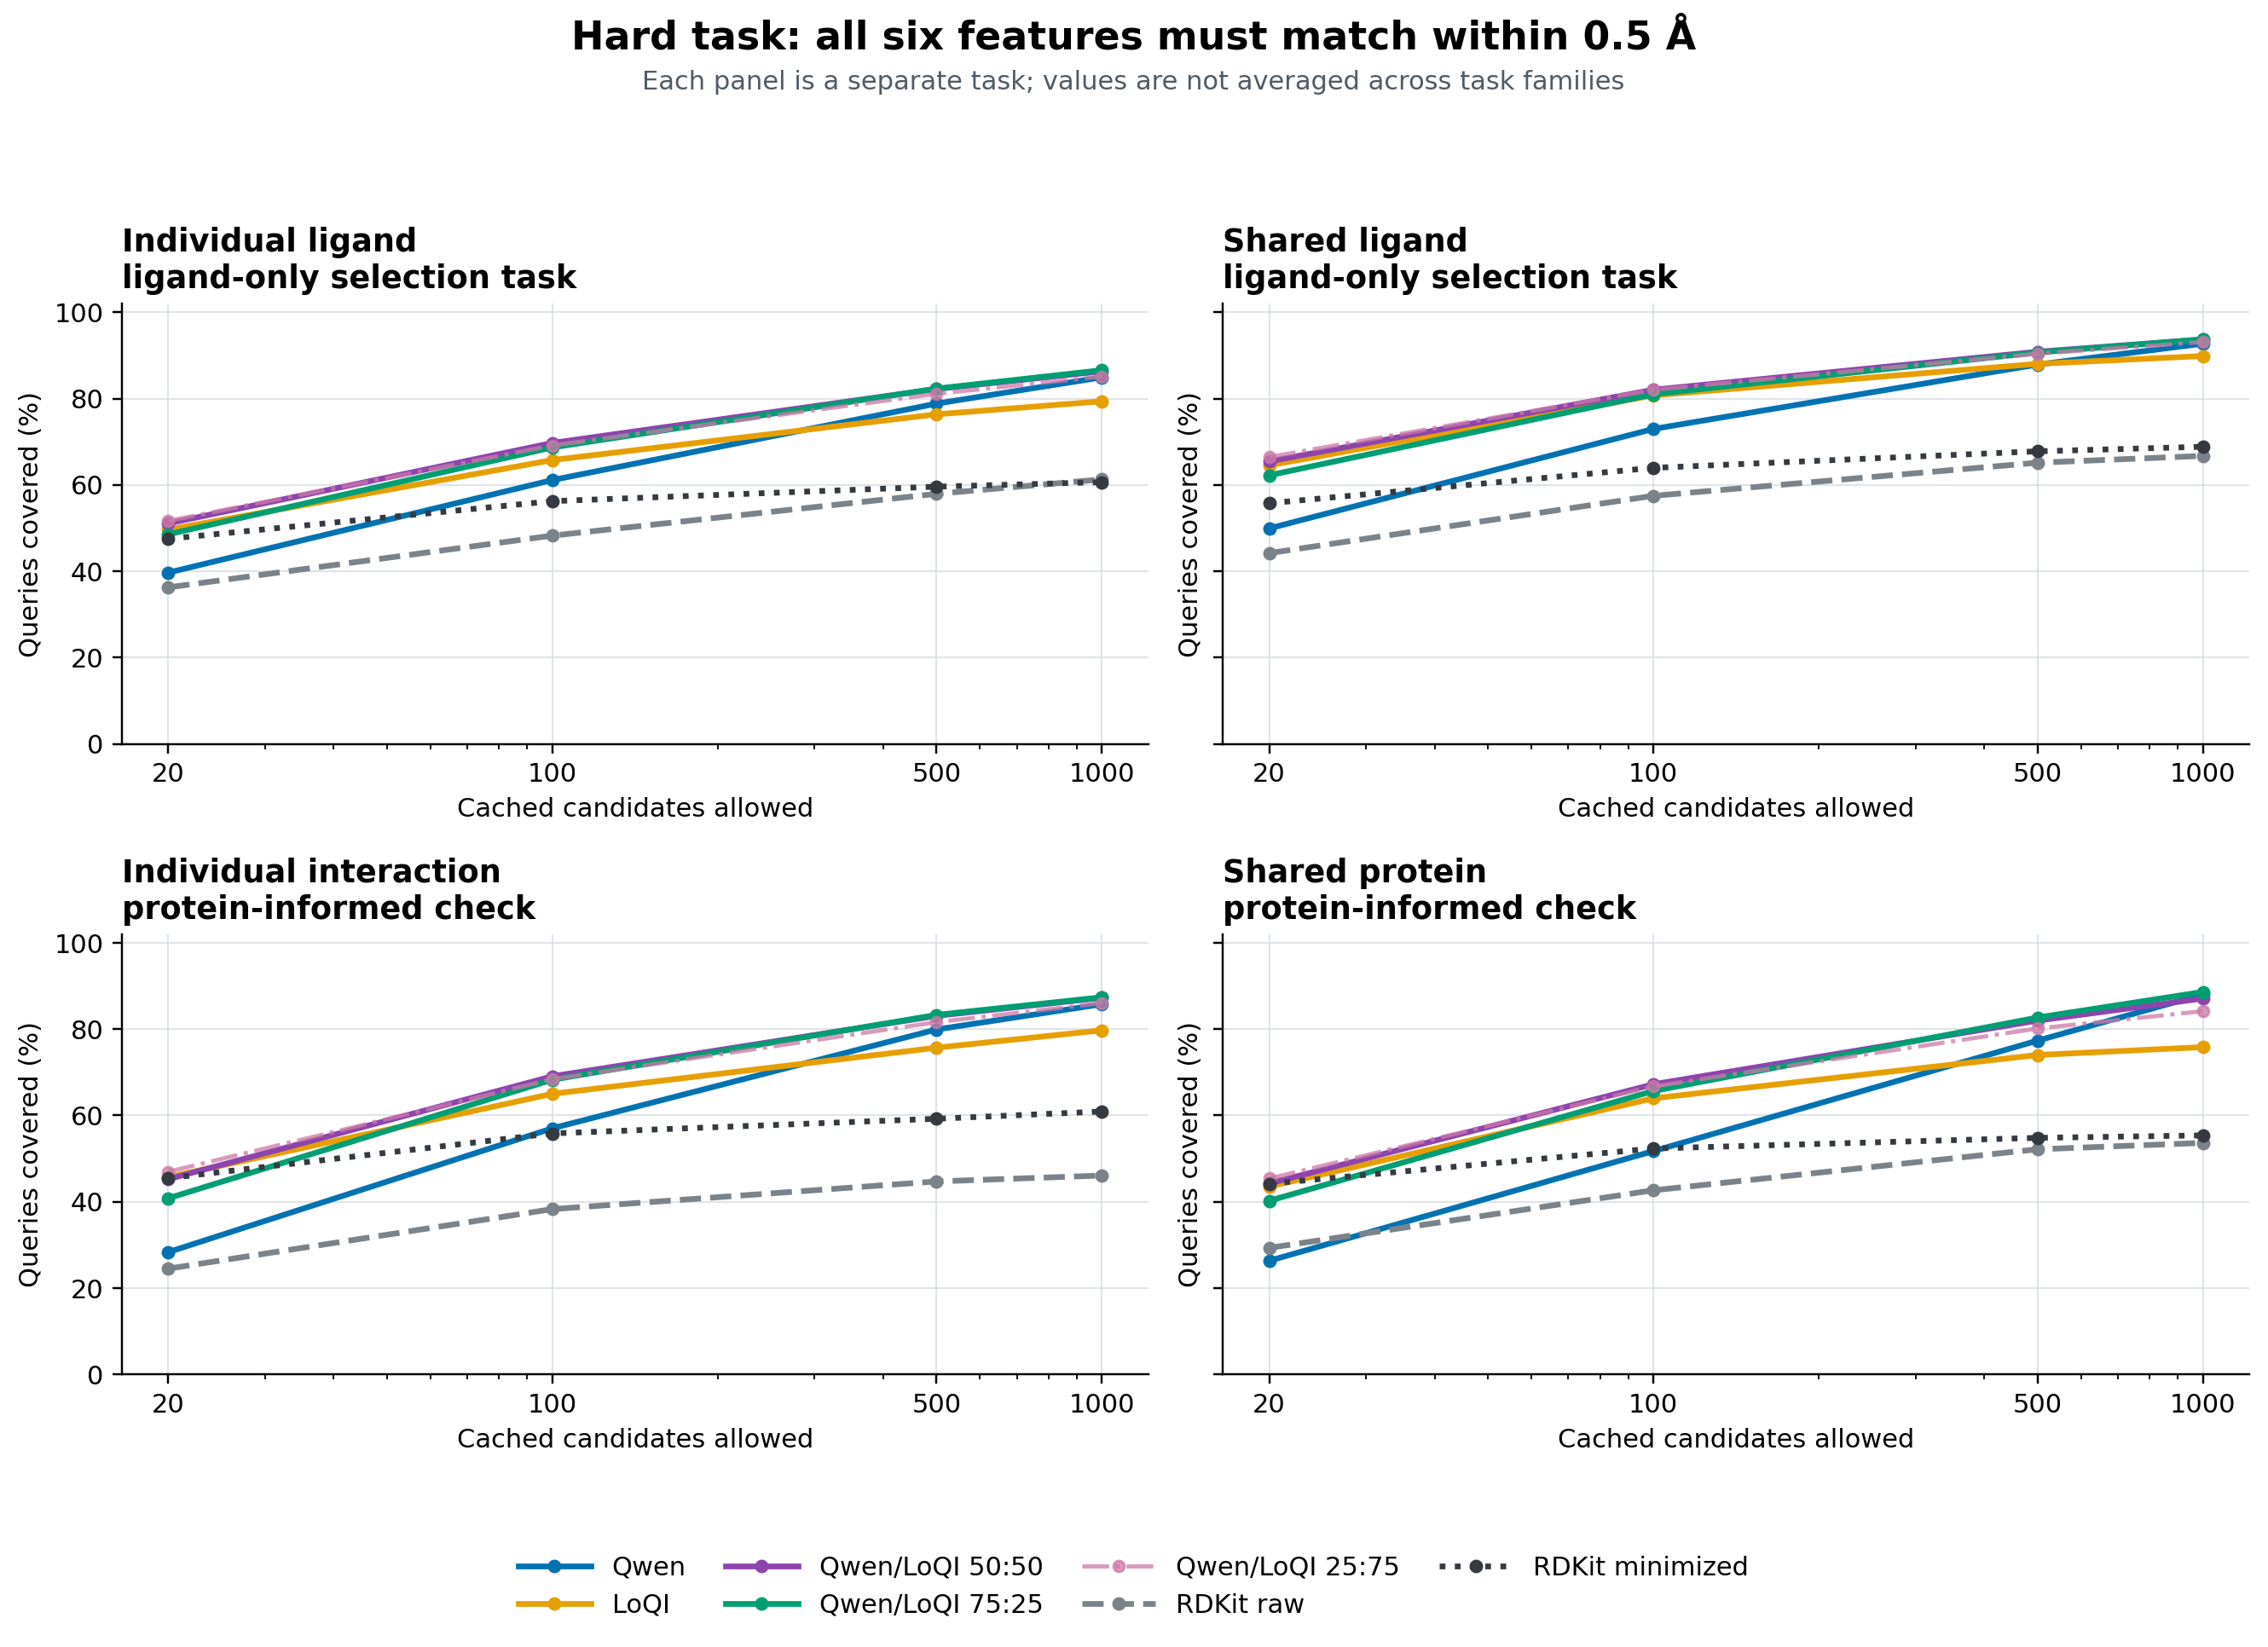 Hard task: all six features must match within 0.5 Å
Each panel is a separate task; values are not averaged across task families
Individual ligand
ligand-only selection task
Queries covered (%)
100
80
60
40
20
0
20 100 500 1000
Cached candidates allowed
Shared ligand
ligand-only selection task
Queries covered (%)
20 100 500 1000
Cached candidates allowed
Individual interaction
protein-informed check
Queries covered (%)
100
80
60
40
20
0
20 100 500 1000
Cached candidates allowed
Shared protein
protein-informed check
Queries covered (%)
20 100 500 1000
Cached candidates allowed
Qwen Qwen/LoQI 50:50 Qwen/LoQI 25:75 RDKit minimized
LoQI Qwen/LoQI 75:25 RDKit raw